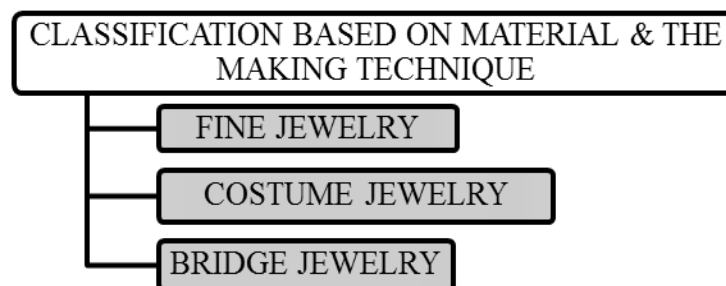 CLASSIFICATION BASED ON MATERIAL & THE
MAKING TECHNIQUE
FINE JEWELRY
COSTUME JEWELRY
BRIDGE JEWELRY